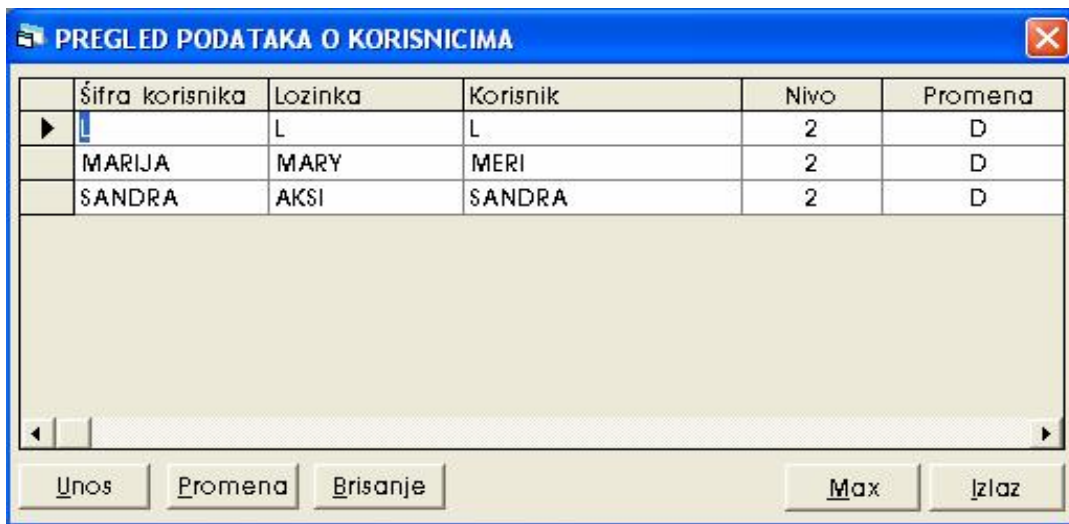 PREGLED PODATAKA O KORISNICIMA
Śifra korisnika Lozinka Korisnik Nivo Promena
L L L 2 D
MARIJA MARY MERI 2 D
SANDRA AKSI SANDRA 2 D
Unos Promena Brisanje Max Izlaz